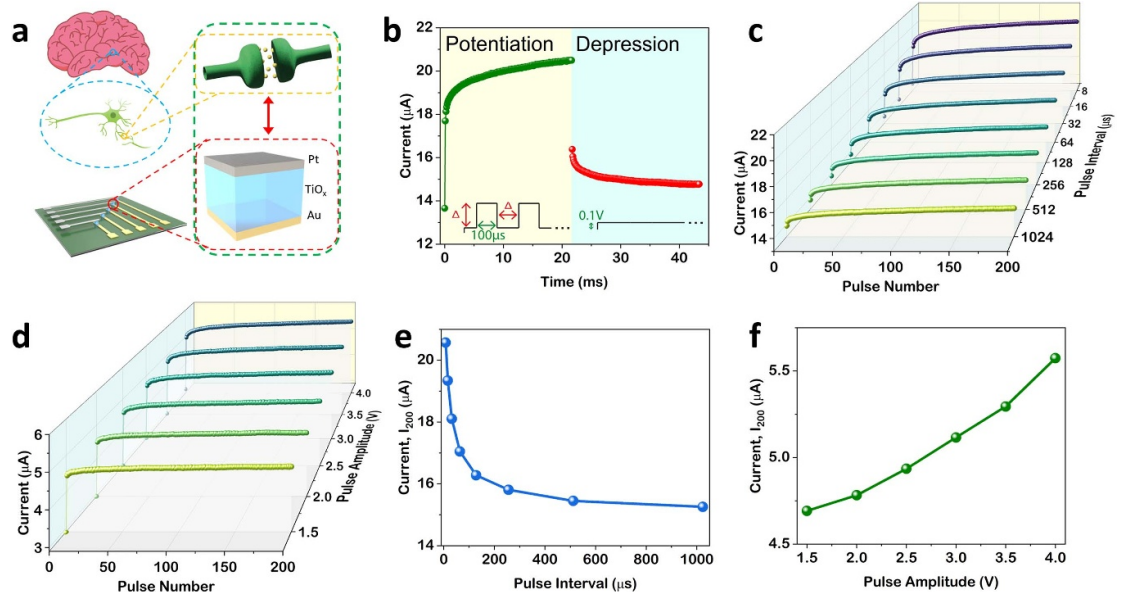 a
Pt
TiOx
Au
b
Potentiation
Depression
Current (μA)
22
20
18
16
14
12
Δ
Δ
100μs
0.1V
0
10
20
30
40
Time (ms)
c
Current (μA)
22
20
18
16
14
13
0
50
100
150
200
Pulse Number
8
16
32
64
128
256
512
1024
Pulse Interval (μs)
d
Current (μA)
6
5
4
3
0
50
100
150
200
Pulse Number
4.0
3.5
3.0
2.5
2.0
1.5
Pulse Amplitude (V)
e
Current, I200 (μA)
20
18
16
14
0
200
400
600
800
1000
Pulse Interval (μs)
f
Current, I200 (μA)
5.5
5.0
4.5
1.5
2.0
2.5
3.0
3.5
4.0
Pulse Amplitude (V)